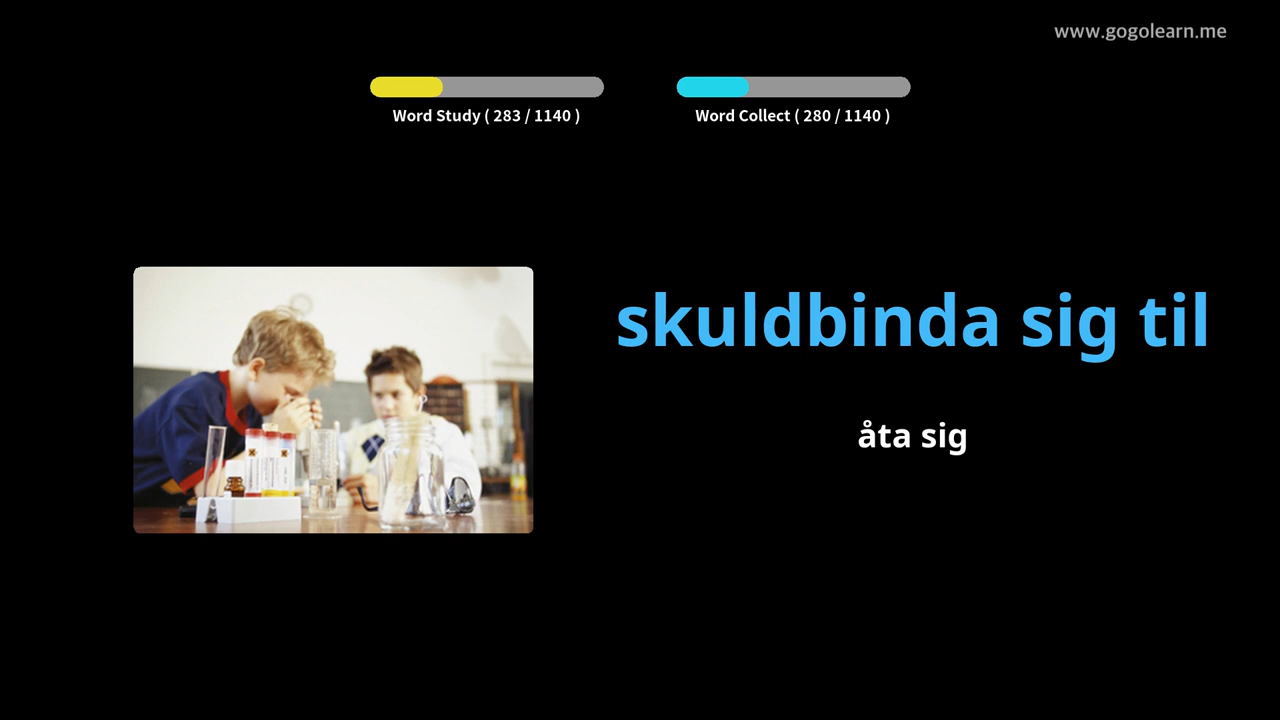 www.gogolearn.me
Word Study ( 283 / 1140 )
Word Collect ( 280 / 1140 )
skuldbinda sig til
åta sig